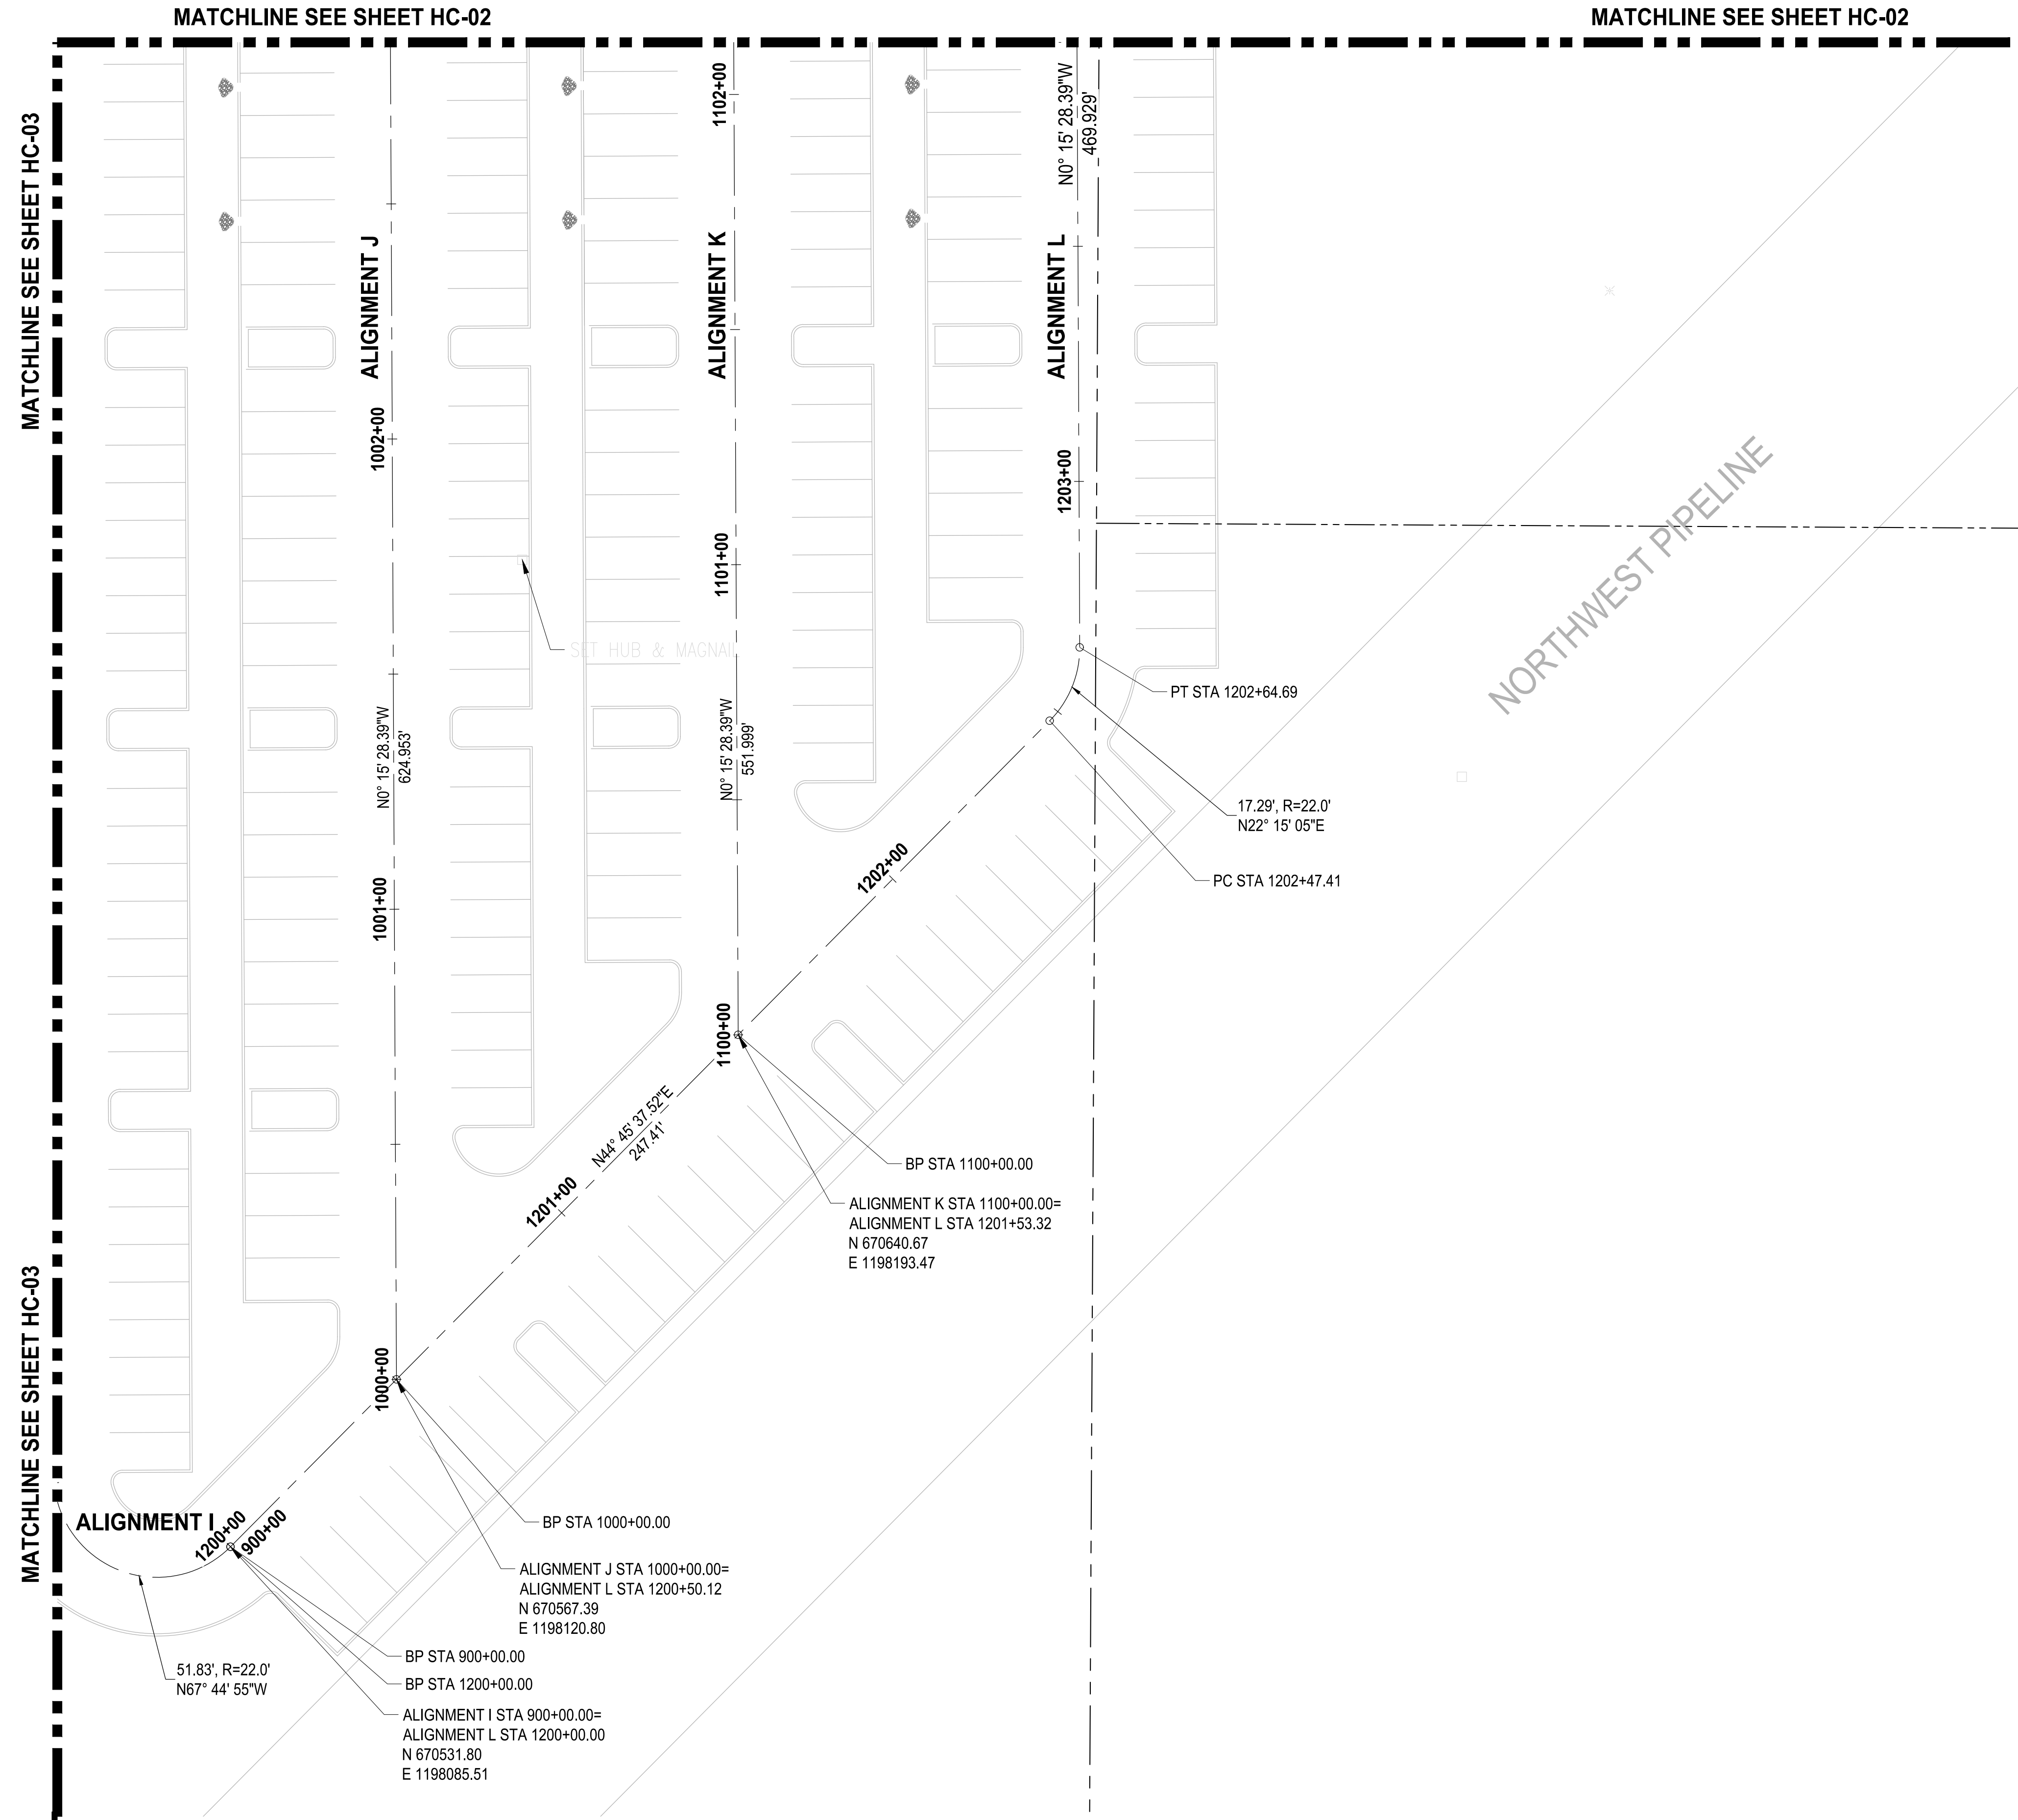 MATCHLINE SEE SHEET HC-02
MATCHLINE SEE SHEET HC-02
MATCHLINE SEE SHEET HC-03
MATCHLINE SEE SHEET HC-03
ALIGNMENT J
1002+00
N0° 15' 28.39"W
624.953'
1001+00
1000+00
1102+00
ALIGNMENT K
1101+00
N0° 15' 28.39"W
551.999'
1100+00
N0° 15' 28.39"W
469.929'
ALIGNMENT L
1203+00
NORTHWEST PIPELINE
SET HUB & MAGNAIL
PT STA 1202+64.69
17.29', R=22.0'
N22° 15' 05"E
PC STA 1202+47.41
1202+00
N44° 45' 37.52"E
247.41'
1201+00
BP STA 1100+00.00
ALIGNMENT K STA 1100+00.00=
ALIGNMENT L STA 1201+53.32
N 670640.67
E 1198193.47
BP STA 1000+00.00
ALIGNMENT J STA 1000+00.00=
ALIGNMENT L STA 1200+50.12
N 670567.39
E 1198120.80
ALIGNMENT I
1200+00
900+00
BP STA 900+00.00
BP STA 1200+00.00
51.83', R=22.0'
N67° 44' 55"W
ALIGNMENT I STA 900+00.00=
ALIGNMENT L STA 1200+00.00
N 670531.80
E 1198085.51